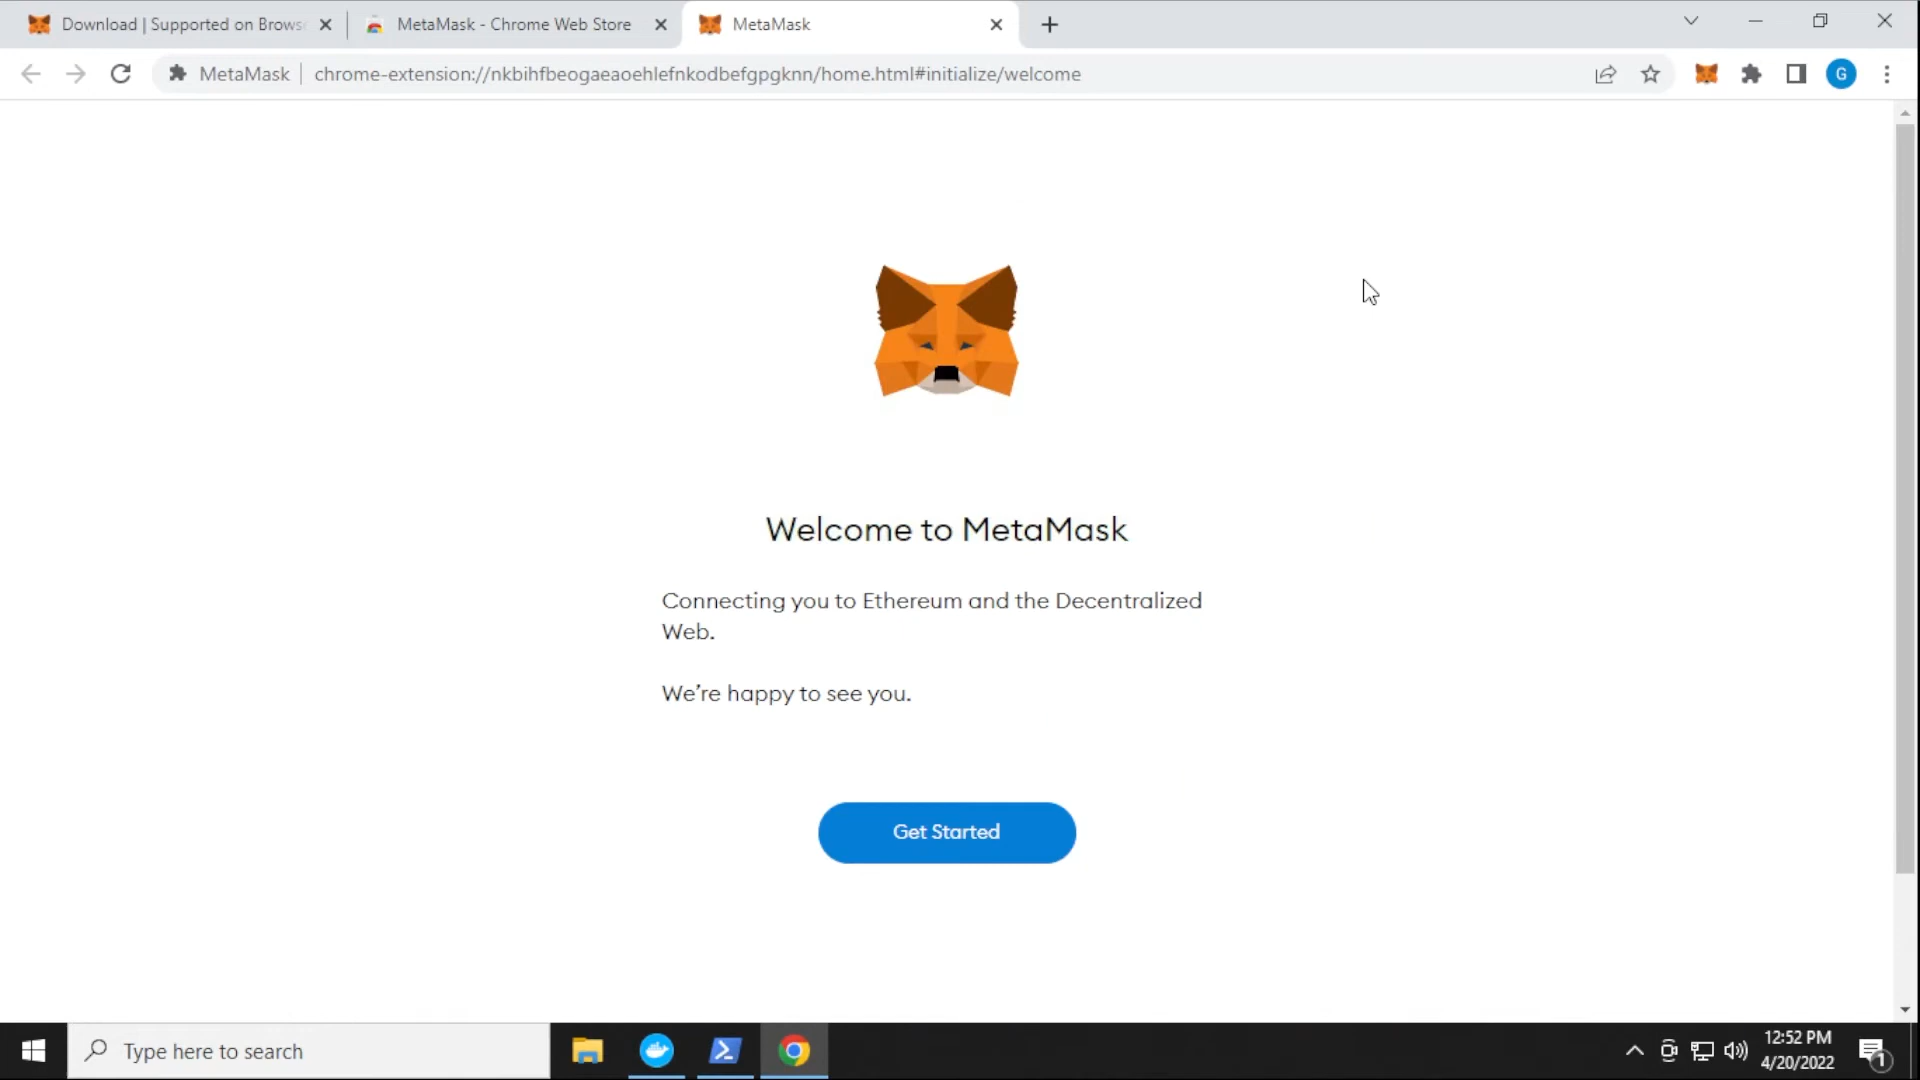 Download | Supported on Brows
MetaMask - Chrome Web Store
MetaMask
MetaMask
chrome-extension://nkbihfbeogaeaoehlefnkodbefgpgknn/home.html#initialize/welcome
G
Welcome to MetaMask
Connecting you to Ethereum and the Decentralized
Web.
We're happy to see you.
Get Started
Type here to search
12:52 PM
4/20/2022
1